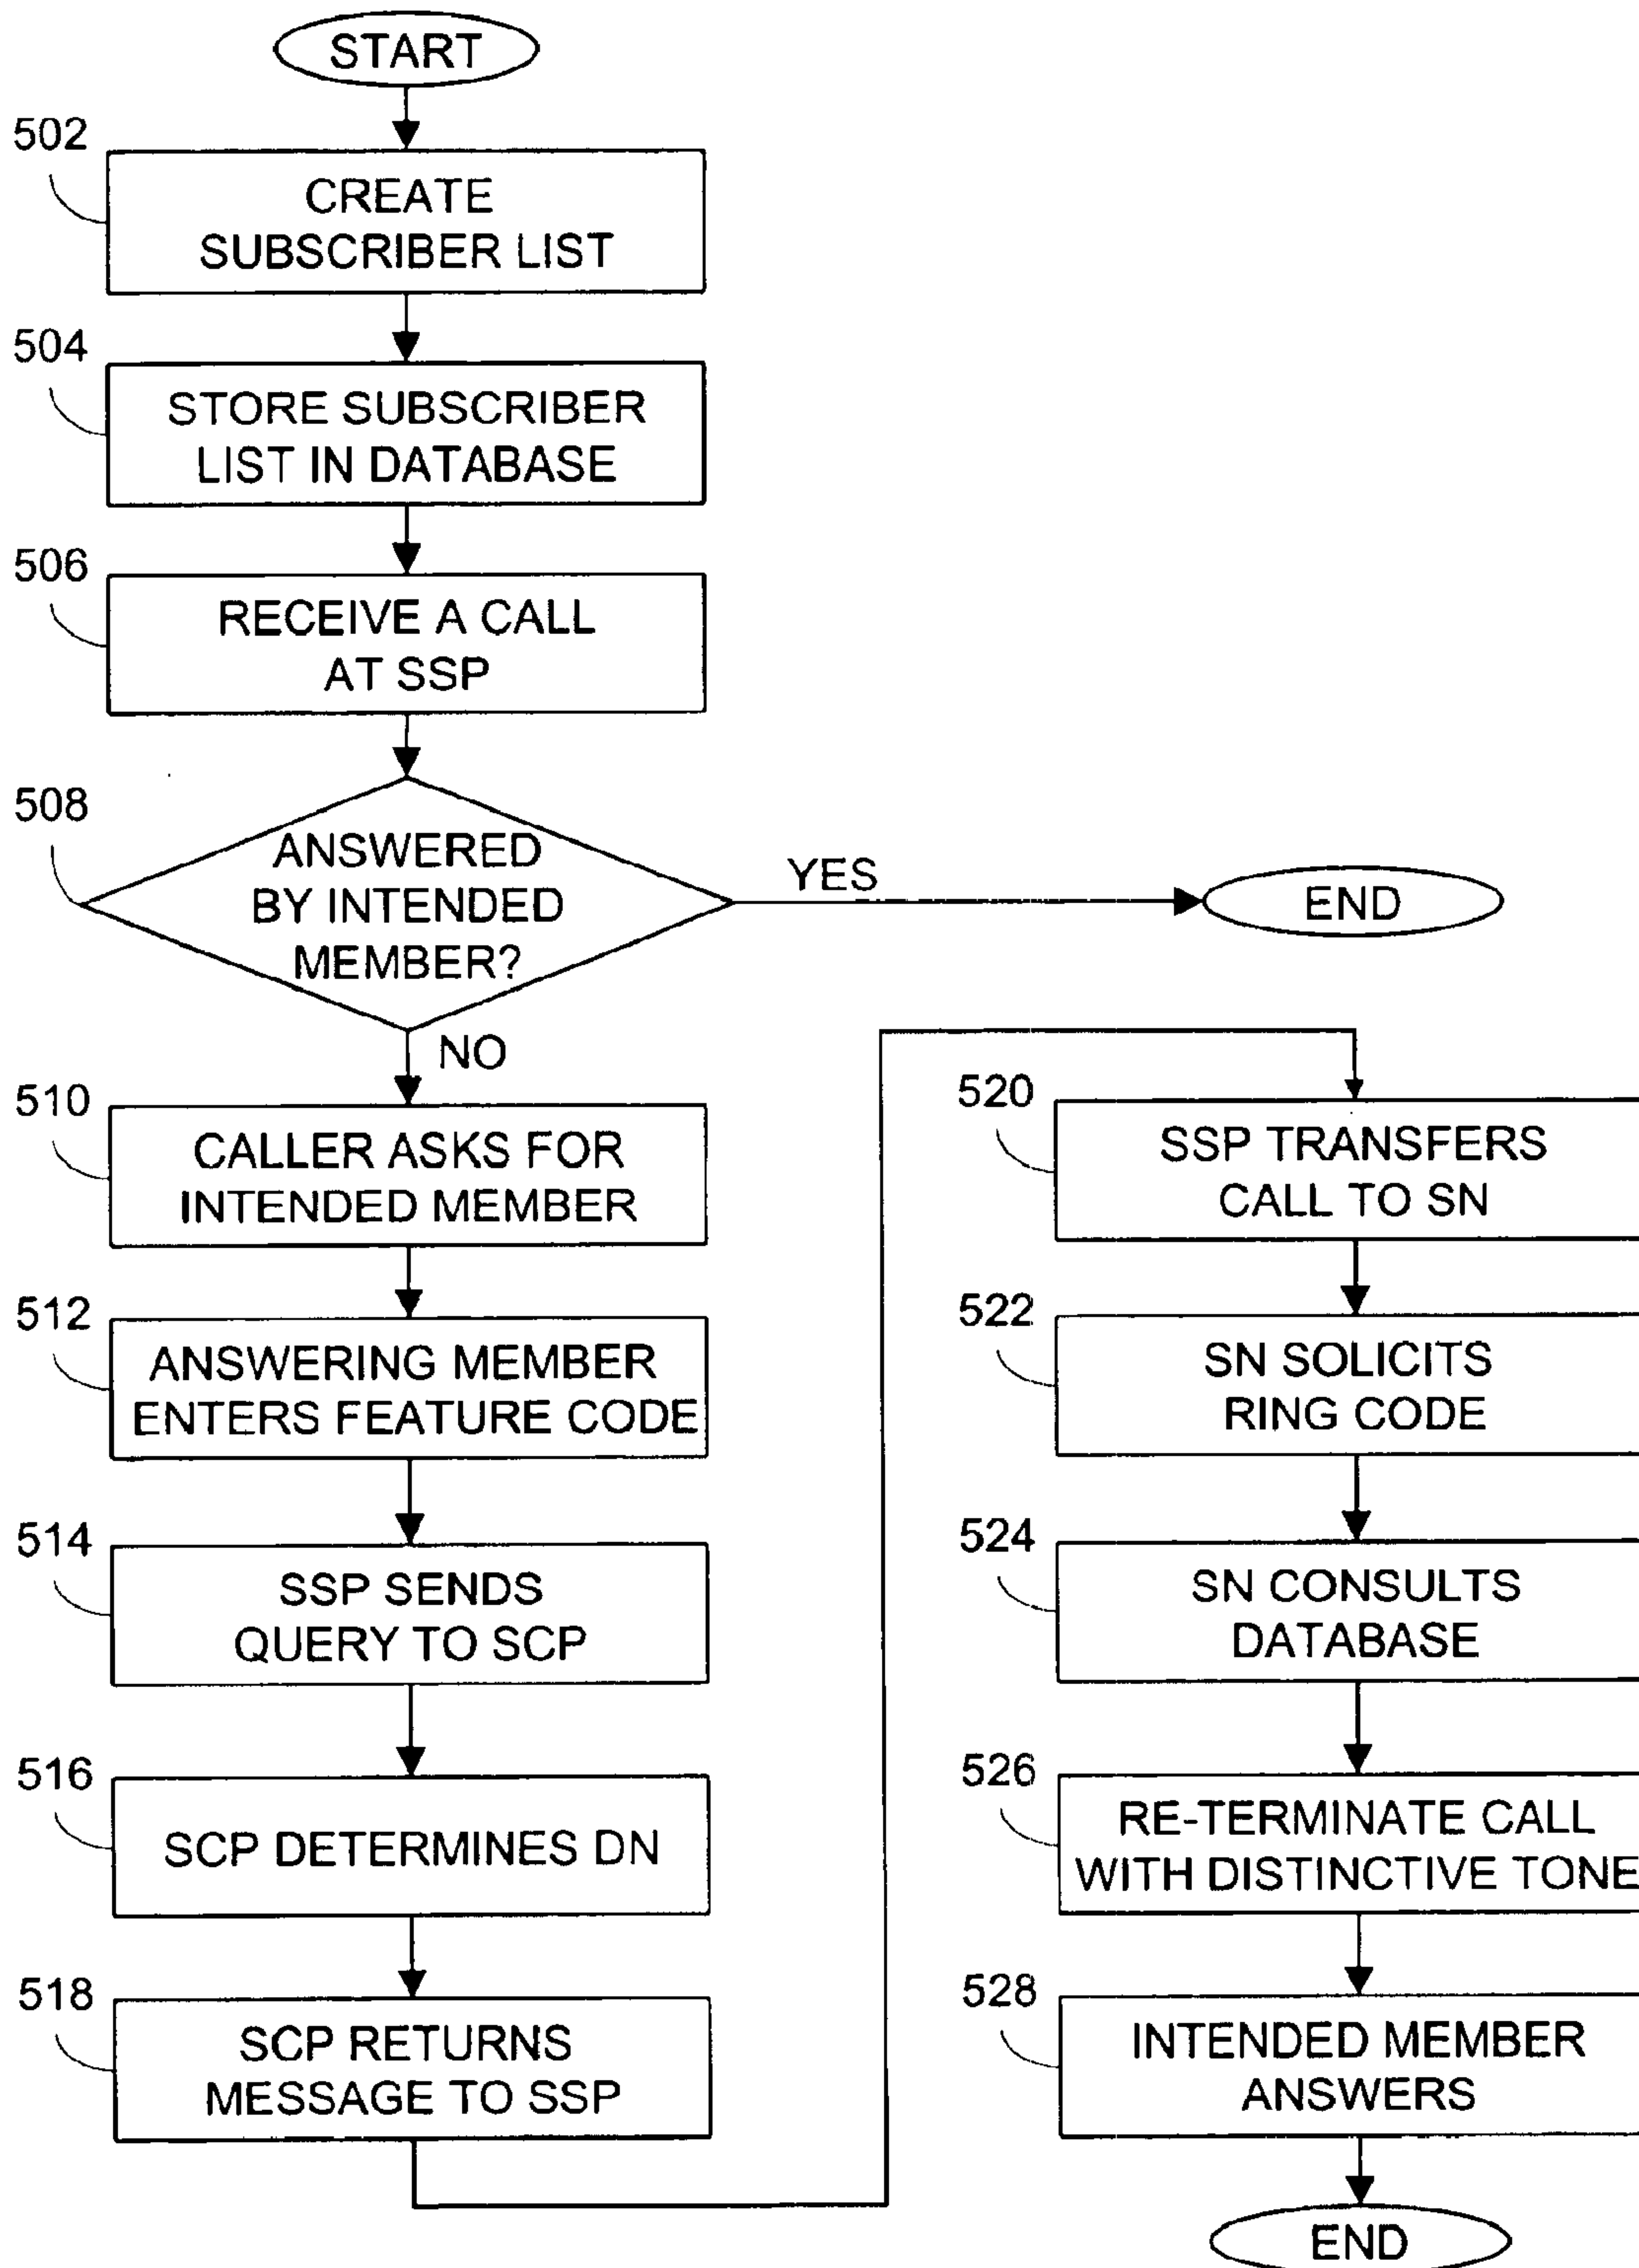 START
502
CREATE
SUBSCRIBER LIST
504
STORE SUBSCRIBER
LIST IN DATABASE
506
RECEIVE A CALL
AT SSP
508
ANSWERED
BY INTENDED
MEMBER?
YES
END
NO
510
CALLER ASKS FOR
INTENDED MEMBER
512
ANSWERING MEMBER
ENTERS FEATURE CODE
514
SSP SENDS
QUERY TO SCP
516
SCP DETERMINES DN
518
SCP RETURNS
MESSAGE TO SSP
520
SSP TRANSFERS
CALL TO SN
522
SN SOLICITS
RING CODE
524
SN CONSULTS
DATABASE
526
RE-TERMINATE CALL
WITH DISTINCTIVE TONE
528
INTENDED MEMBER
ANSWERS
END